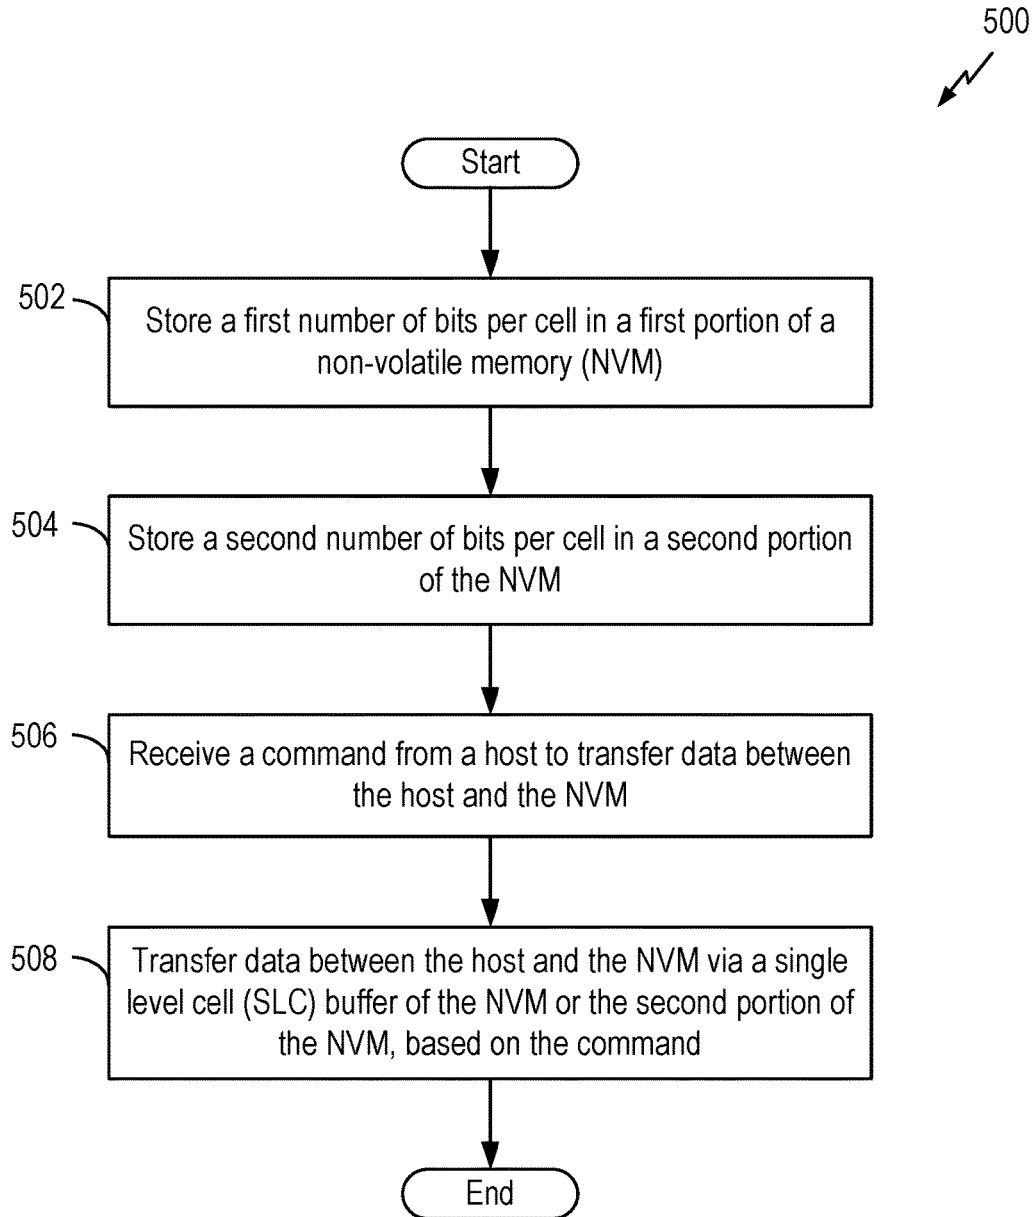 500
Start
502
Store a first number of bits per cell in a first portion of a
non-volatile memory (NVM)
504
Store a second number of bits per cell in a second portion
of the NVM
506
Receive a command from a host to transfer data between
the host and the NVM
508
Transfer data between the host and the NVM via a single
level cell (SLC) buffer of the NVM or the second portion of
the NVM, based on the command
End